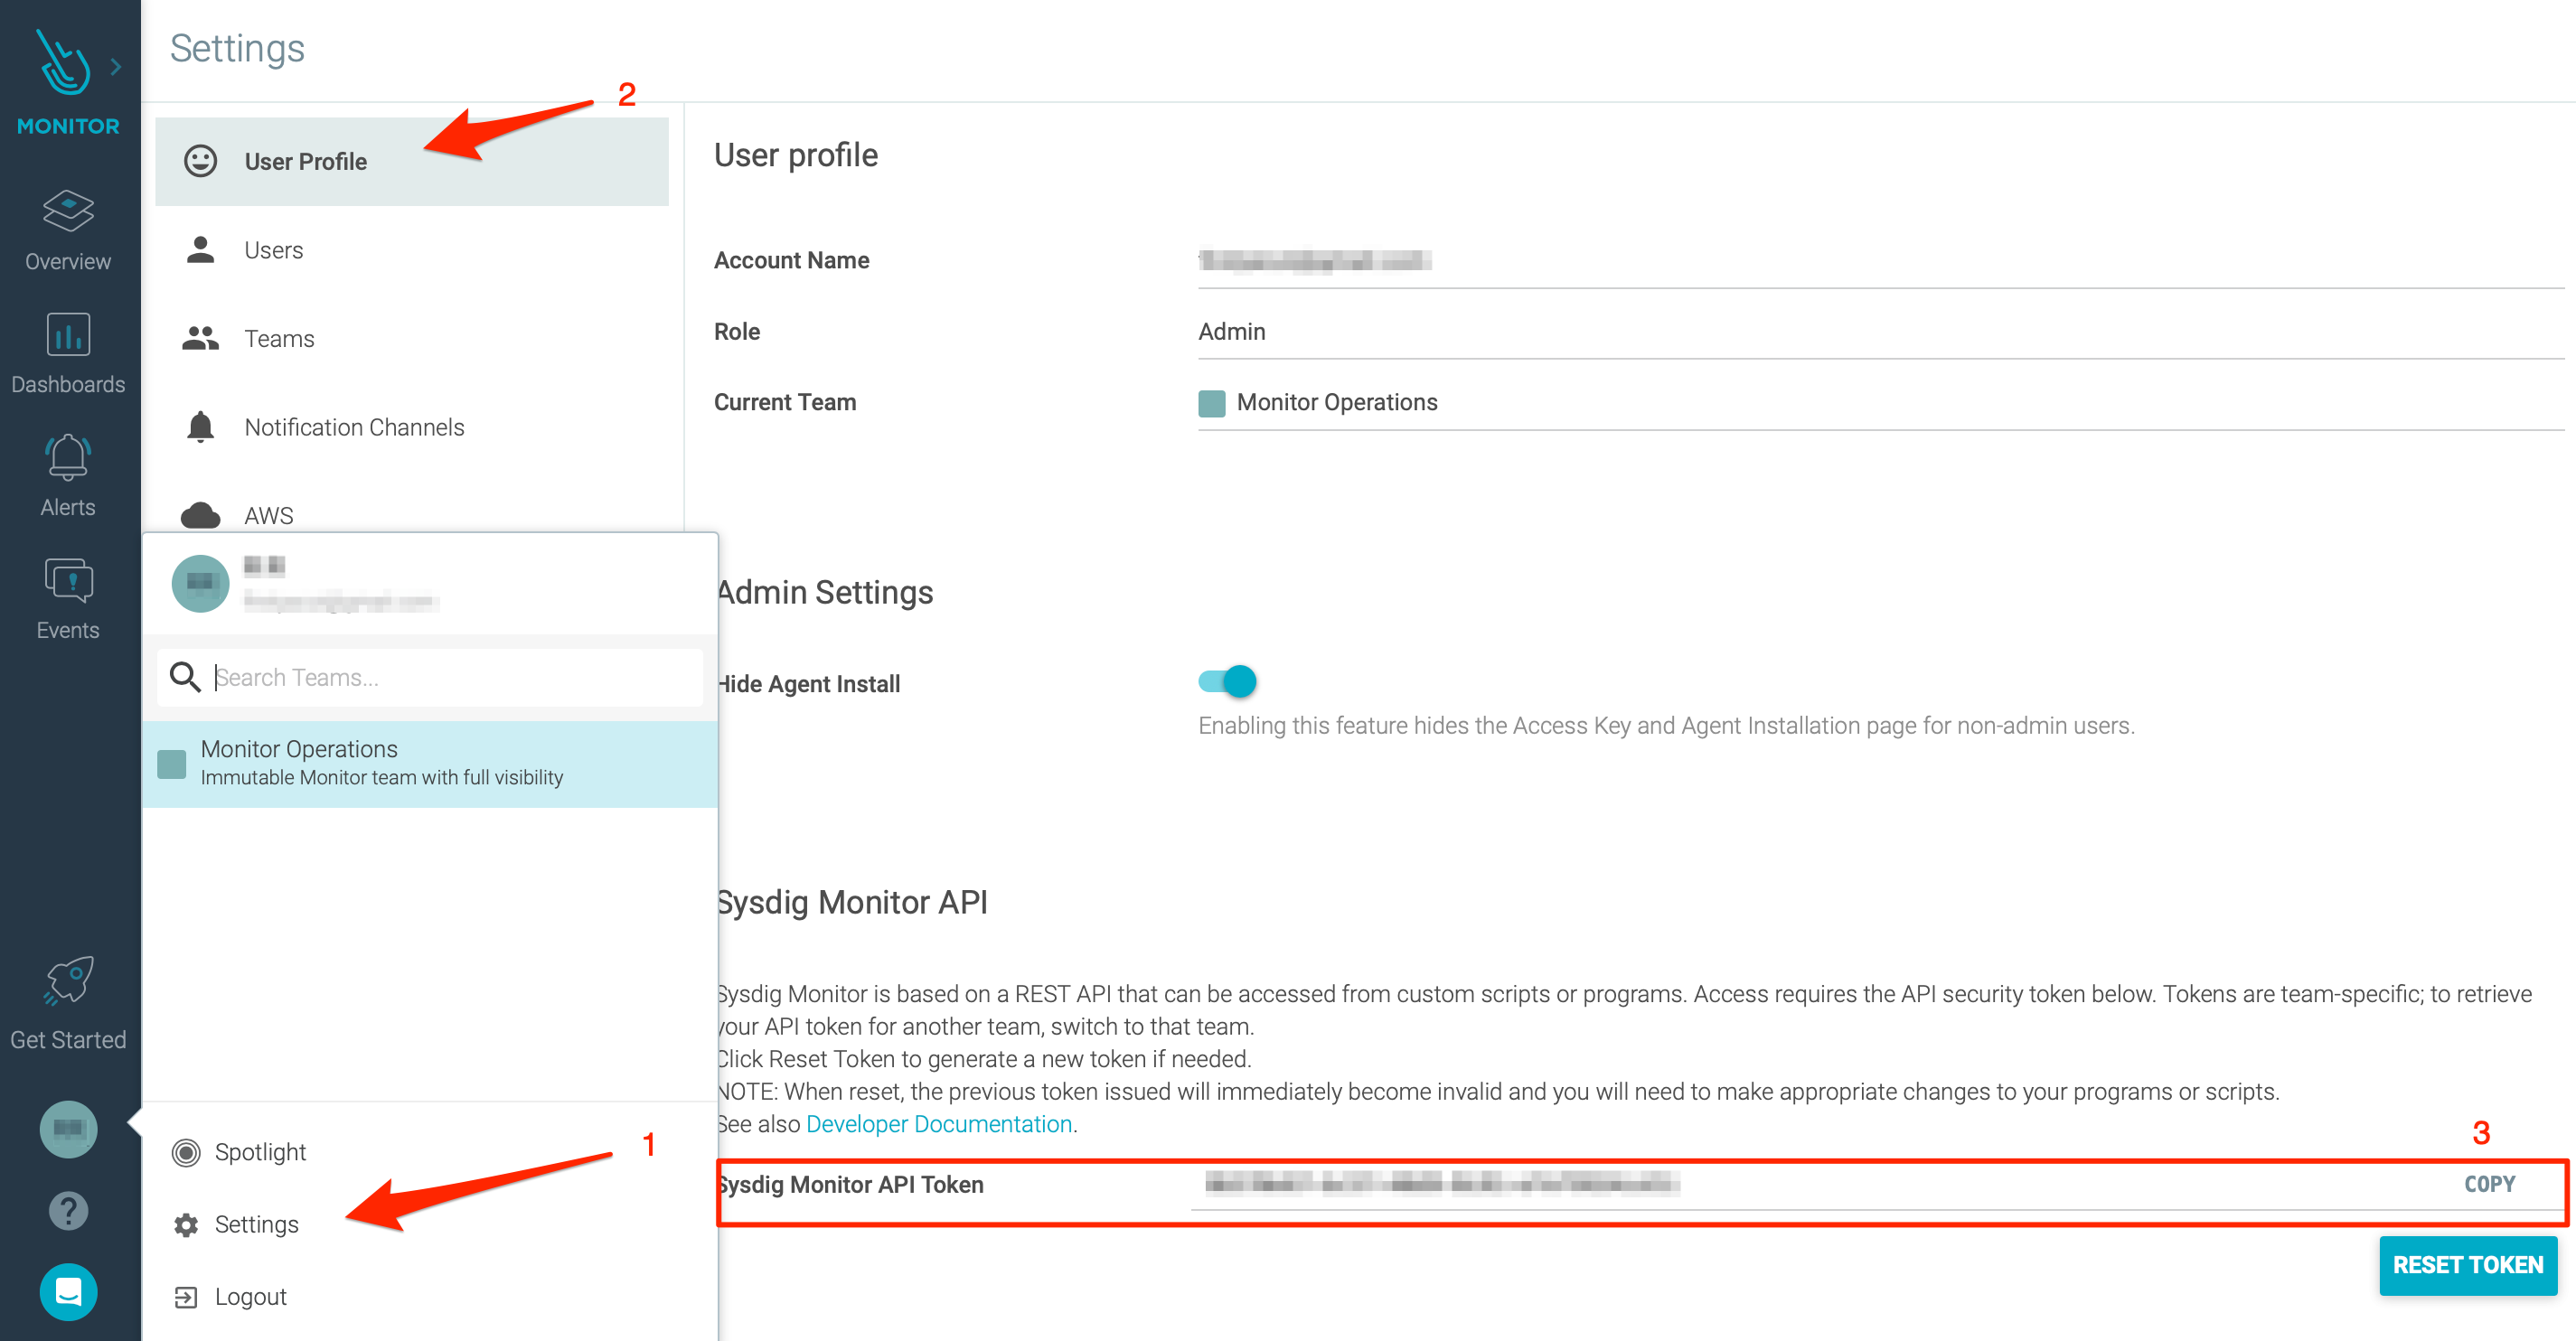 MONITOR
Overview
Dashboards
Alerts
Events
Get Started
?
Settings
2
User Profile
Users
Teams
Notification Channels
AWS
Search Teams...
Monitor Operations
Immutable Monitor team with full visibility
Spotlight
1
Settings
Logout
User profile
Account Name
Role
Admin
Current Team
Monitor Operations
Admin Settings
Hide Agent Install
Enabling this feature hides the Access Key and Agent Installation page for non-admin users.
Sysdig Monitor API
Sysdig Monitor is based on a REST API that can be accessed from custom scripts or programs. Access requires the API security token below. Tokens are team-specific; to retrieve
your API token for another team, switch to that team.
Click Reset Token to generate a new token if needed.
NOTE: When reset, the previous token issued will immediately become invalid and you will need to make appropriate changes to your programs or scripts.
See also Developer Documentation.
3
Sysdig Monitor API Token
COPY
RESET TOKEN